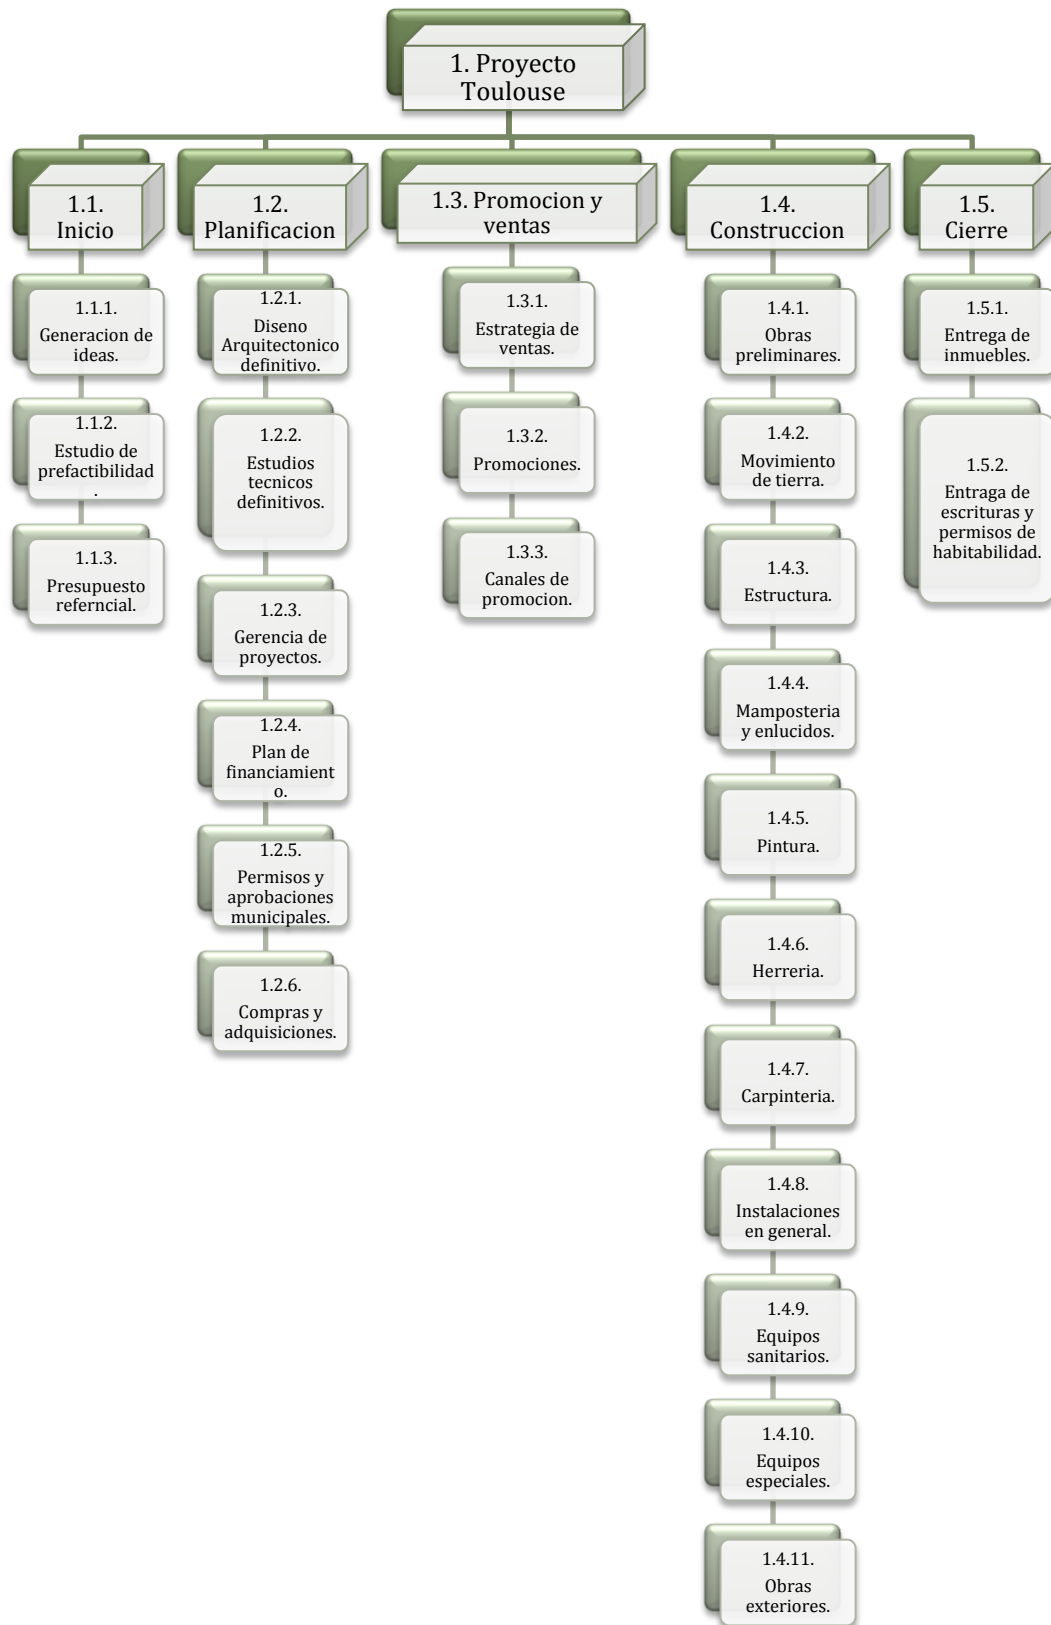 1. Proyecto
Toulouse
1.1.
Inicio
1.1.1.
Generacion de
ideas.
1.1.2.
Estudio de
prefactibilidad
.
1.1.3.
Presupuesto
referncial.
1.2.
Planificacion
1.2.1.
Diseno
Arquitectonico
definitivo.
1.2.2.
Estudios
tecnicos
definitivos.
1.2.3.
Gerencia de
proyectos.
1.2.4.
Plan de
financiamient
o.
1.2.5.
Permisos y
aprobaciones
municipales.
1.2.6.
Compras y
adquisiciones.
1.3. Promocion y
ventas
1.3.1.
Estrategia de
ventas.
1.3.2.
Promociones.
1.3.3.
Canales de
promocion.
1.4.
Construccion
1.4.1.
Obras
preliminares.
1.4.2.
Movimiento
de tierra.
1.4.3.
Estructura.
1.4.4.
Mamposteria
y enlucidos.
1.4.5.
Pintura.
1.4.6.
Herreria.
1.4.7.
Carpinteria.
1.4.8.
Instalaciones
en general.
1.4.9.
Equipos
sanitarios.
1.4.10.
Equipos
especiales.
1.4.11.
Obras
exteriores.
1.5.
Cierre
1.5.1.
Entrega de
inmuebles.
1.5.2.
Entraga de
escrituras y
permisos de
habitabilidad.